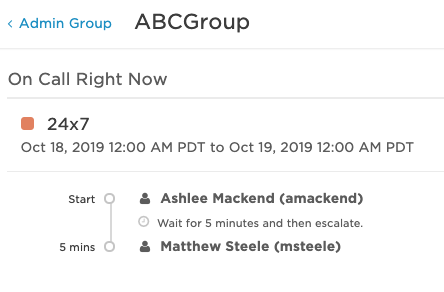 ‹ Admin Group ABCGroup
On Call Right Now
24x7
Oct 18, 2019 12:00 AM PDT to Oct 19, 2019 12:00 AM PDT
Start Ashlee Mackend (amackend)
Wait for 5 minutes and then escalate.
5 mins Matthew Steele (msteele)